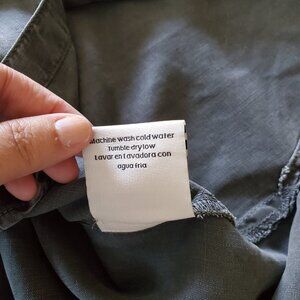 Machine wash cold water
Tumble dry low
Lavar en Lavadora con
agua fria